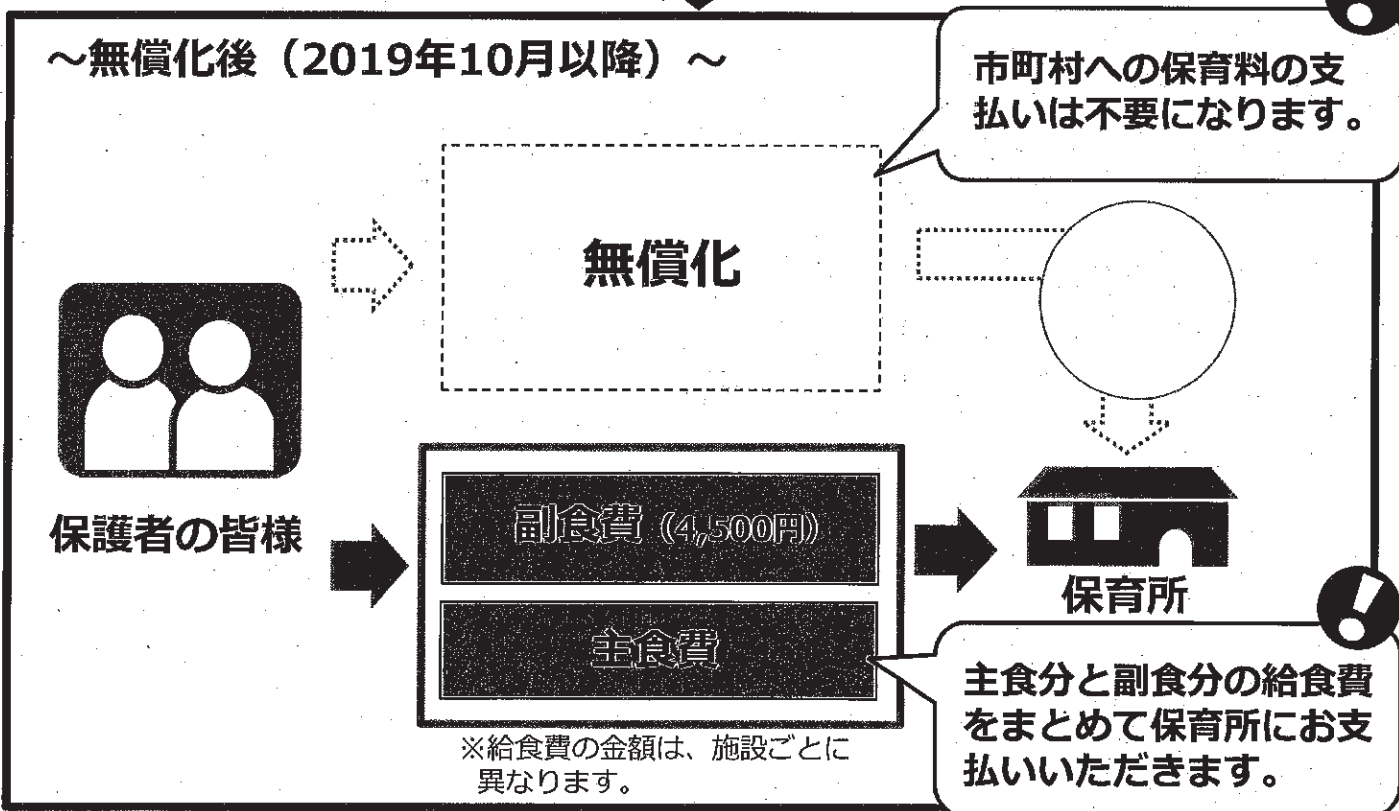 ～無償化後（2019年10月以降）～
市町村への保育料の支
払いは不要になります。
無償化
保護者の皆様
副食費（4,500円）
主食費
保育所
主食分と副食分の給食費
をまとめて保育所にお支
払いいただきます。
※給食費の金額は、施設ごとに
異なります。